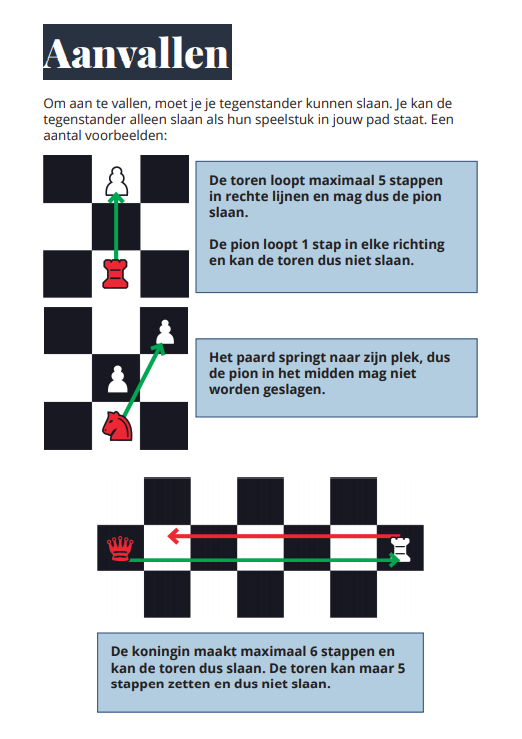 Aanvallen
Om aan te vallen, moet je je tegenstander kunnen slaan. Je kan de
tegenstander alleen slaan als hun speelstuk in jouw pad staat. Een
aantal voorbeelden:
De toren loopt maximaal 5 stappen
in rechte lijnen en mag dus de pion
slaan.
De pion loopt 1 stap in elke richting
en kan de toren dus niet slaan.
Het paard springt naar zijn plek, dus
de pion in het midden mag niet
worden geslagen.
De koningin maakt maximaal 6 stappen en
kan de toren dus slaan. De toren kan maar 5
stappen zetten en dus niet slaan.